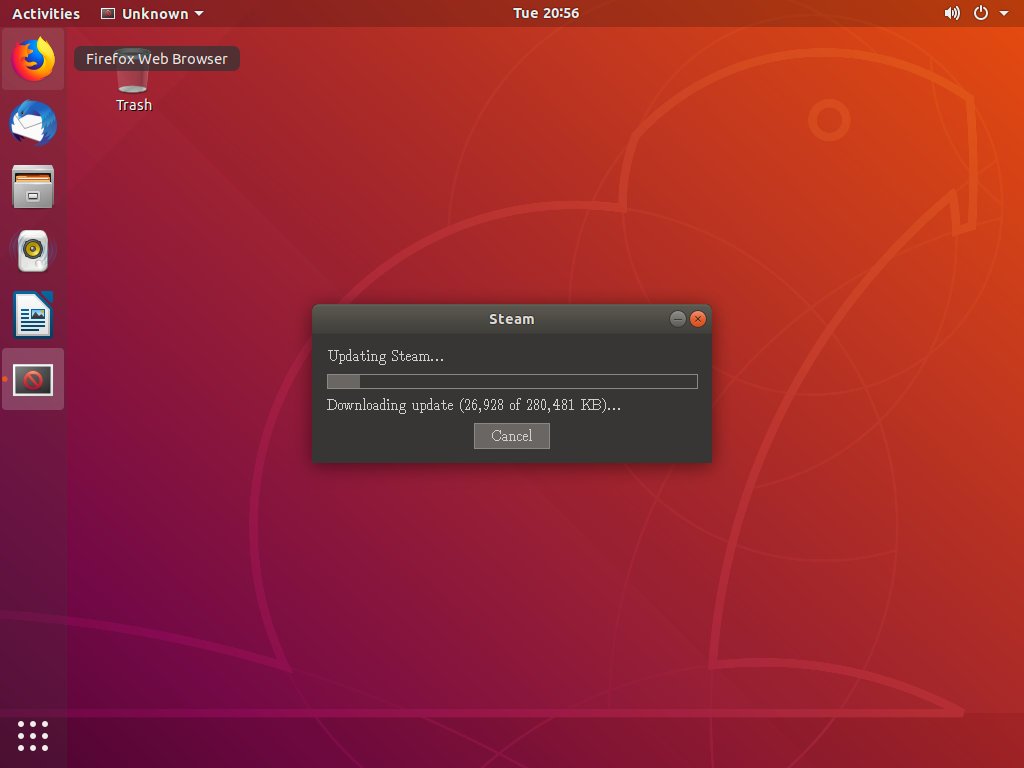 Activities
Unknown
Tue 20:56
Firefox Web Browser
Trash
Steam
Updating Steam...
Downloading update (26,928 of 280,481 KB)...
Cancel